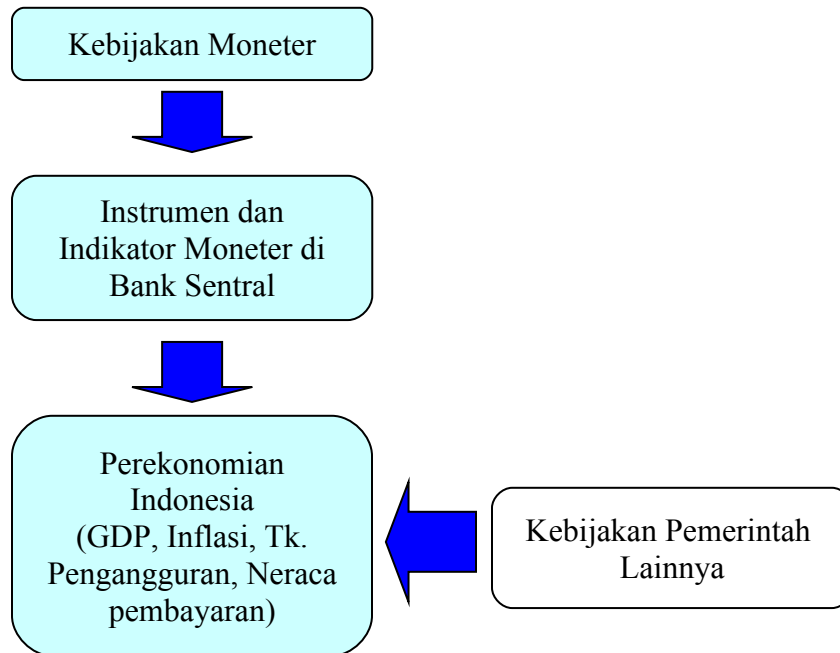 Kebijakan Moneter
Instrumen dan
Indikator Moneter di
Bank Sentral
Perekonomian
Indonesia
(GDP, Inflasi, Tk.
Pengangguran, Neraca
pembayaran)
Kebijakan Pemerintah
Lainnya